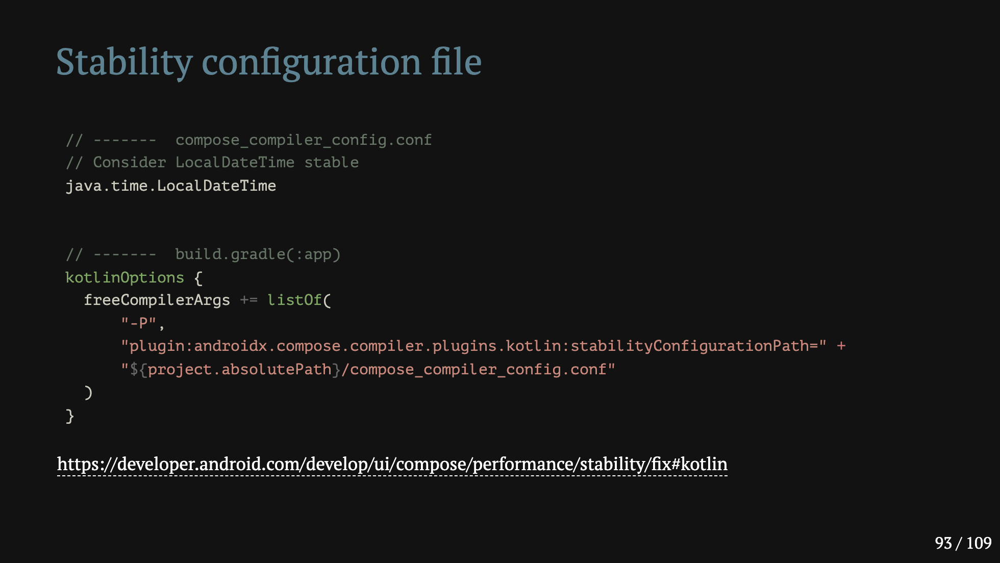 Stability configuration file
// -------  compose_compiler_config.conf
// Consider LocalDateTime stable
java.time.LocalDateTime
// -------  build.gradle(:app)
kotlinOptions {
  freeCompilerArgs += listOf(
      "-P",
      "plugin:androidx.compose.compiler.plugins.kotlin:stabilityConfigurationPath=" +
      "${project.absolutePath}/compose_compiler_config.conf"
  )
}
https://developer.android.com/develop/ui/compose/performance/stability/fix#kotlin
93 / 109